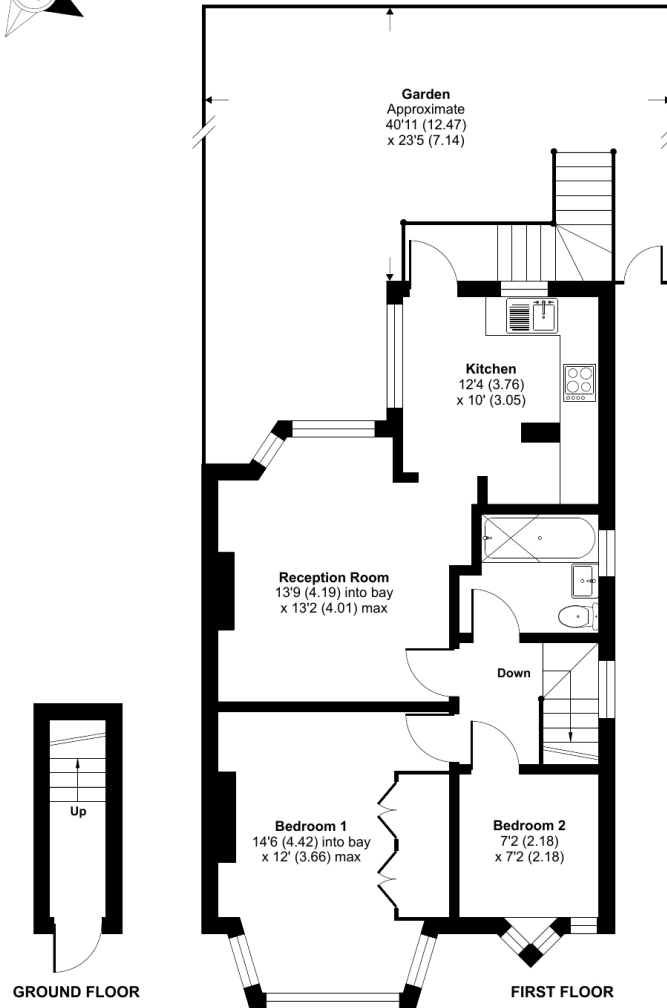 Garden
Approximate
40'11 (12.47)
x 23'5 (7.14)
Kitchen
12'4 (3.76)
x 10' (3.05)
Reception Room
13'9 (4.19) into bay
x 13'2 (4.01) max
Down
Up
Bedroom 1
14'6 (4.42) into bay
x 12' (3.66) max
Bedroom 2
7'2 (2.18)
x 7'2 (2.18)
GROUND FLOOR
FIRST FLOOR